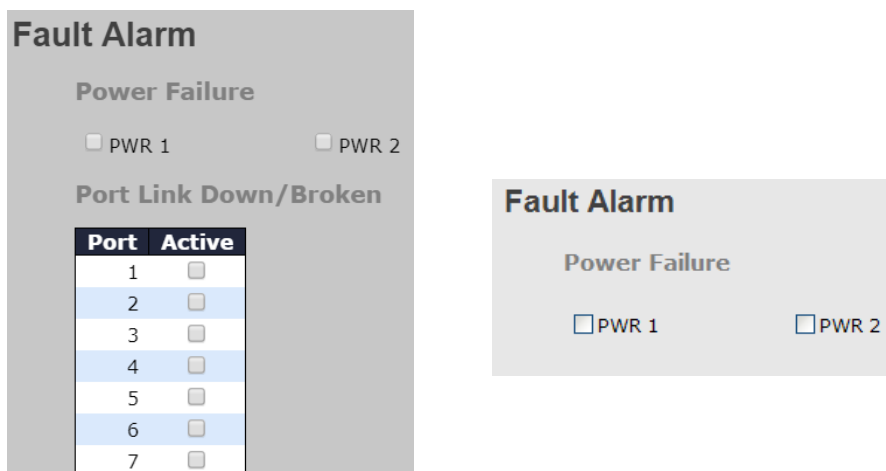 Fault Alarm
Power Failure
PWR 1 PWR 2
Port Link Down/Broken
Port Active
1
2
3
4
5
6
7
Fault Alarm
Power Failure
PWR 1 PWR 2